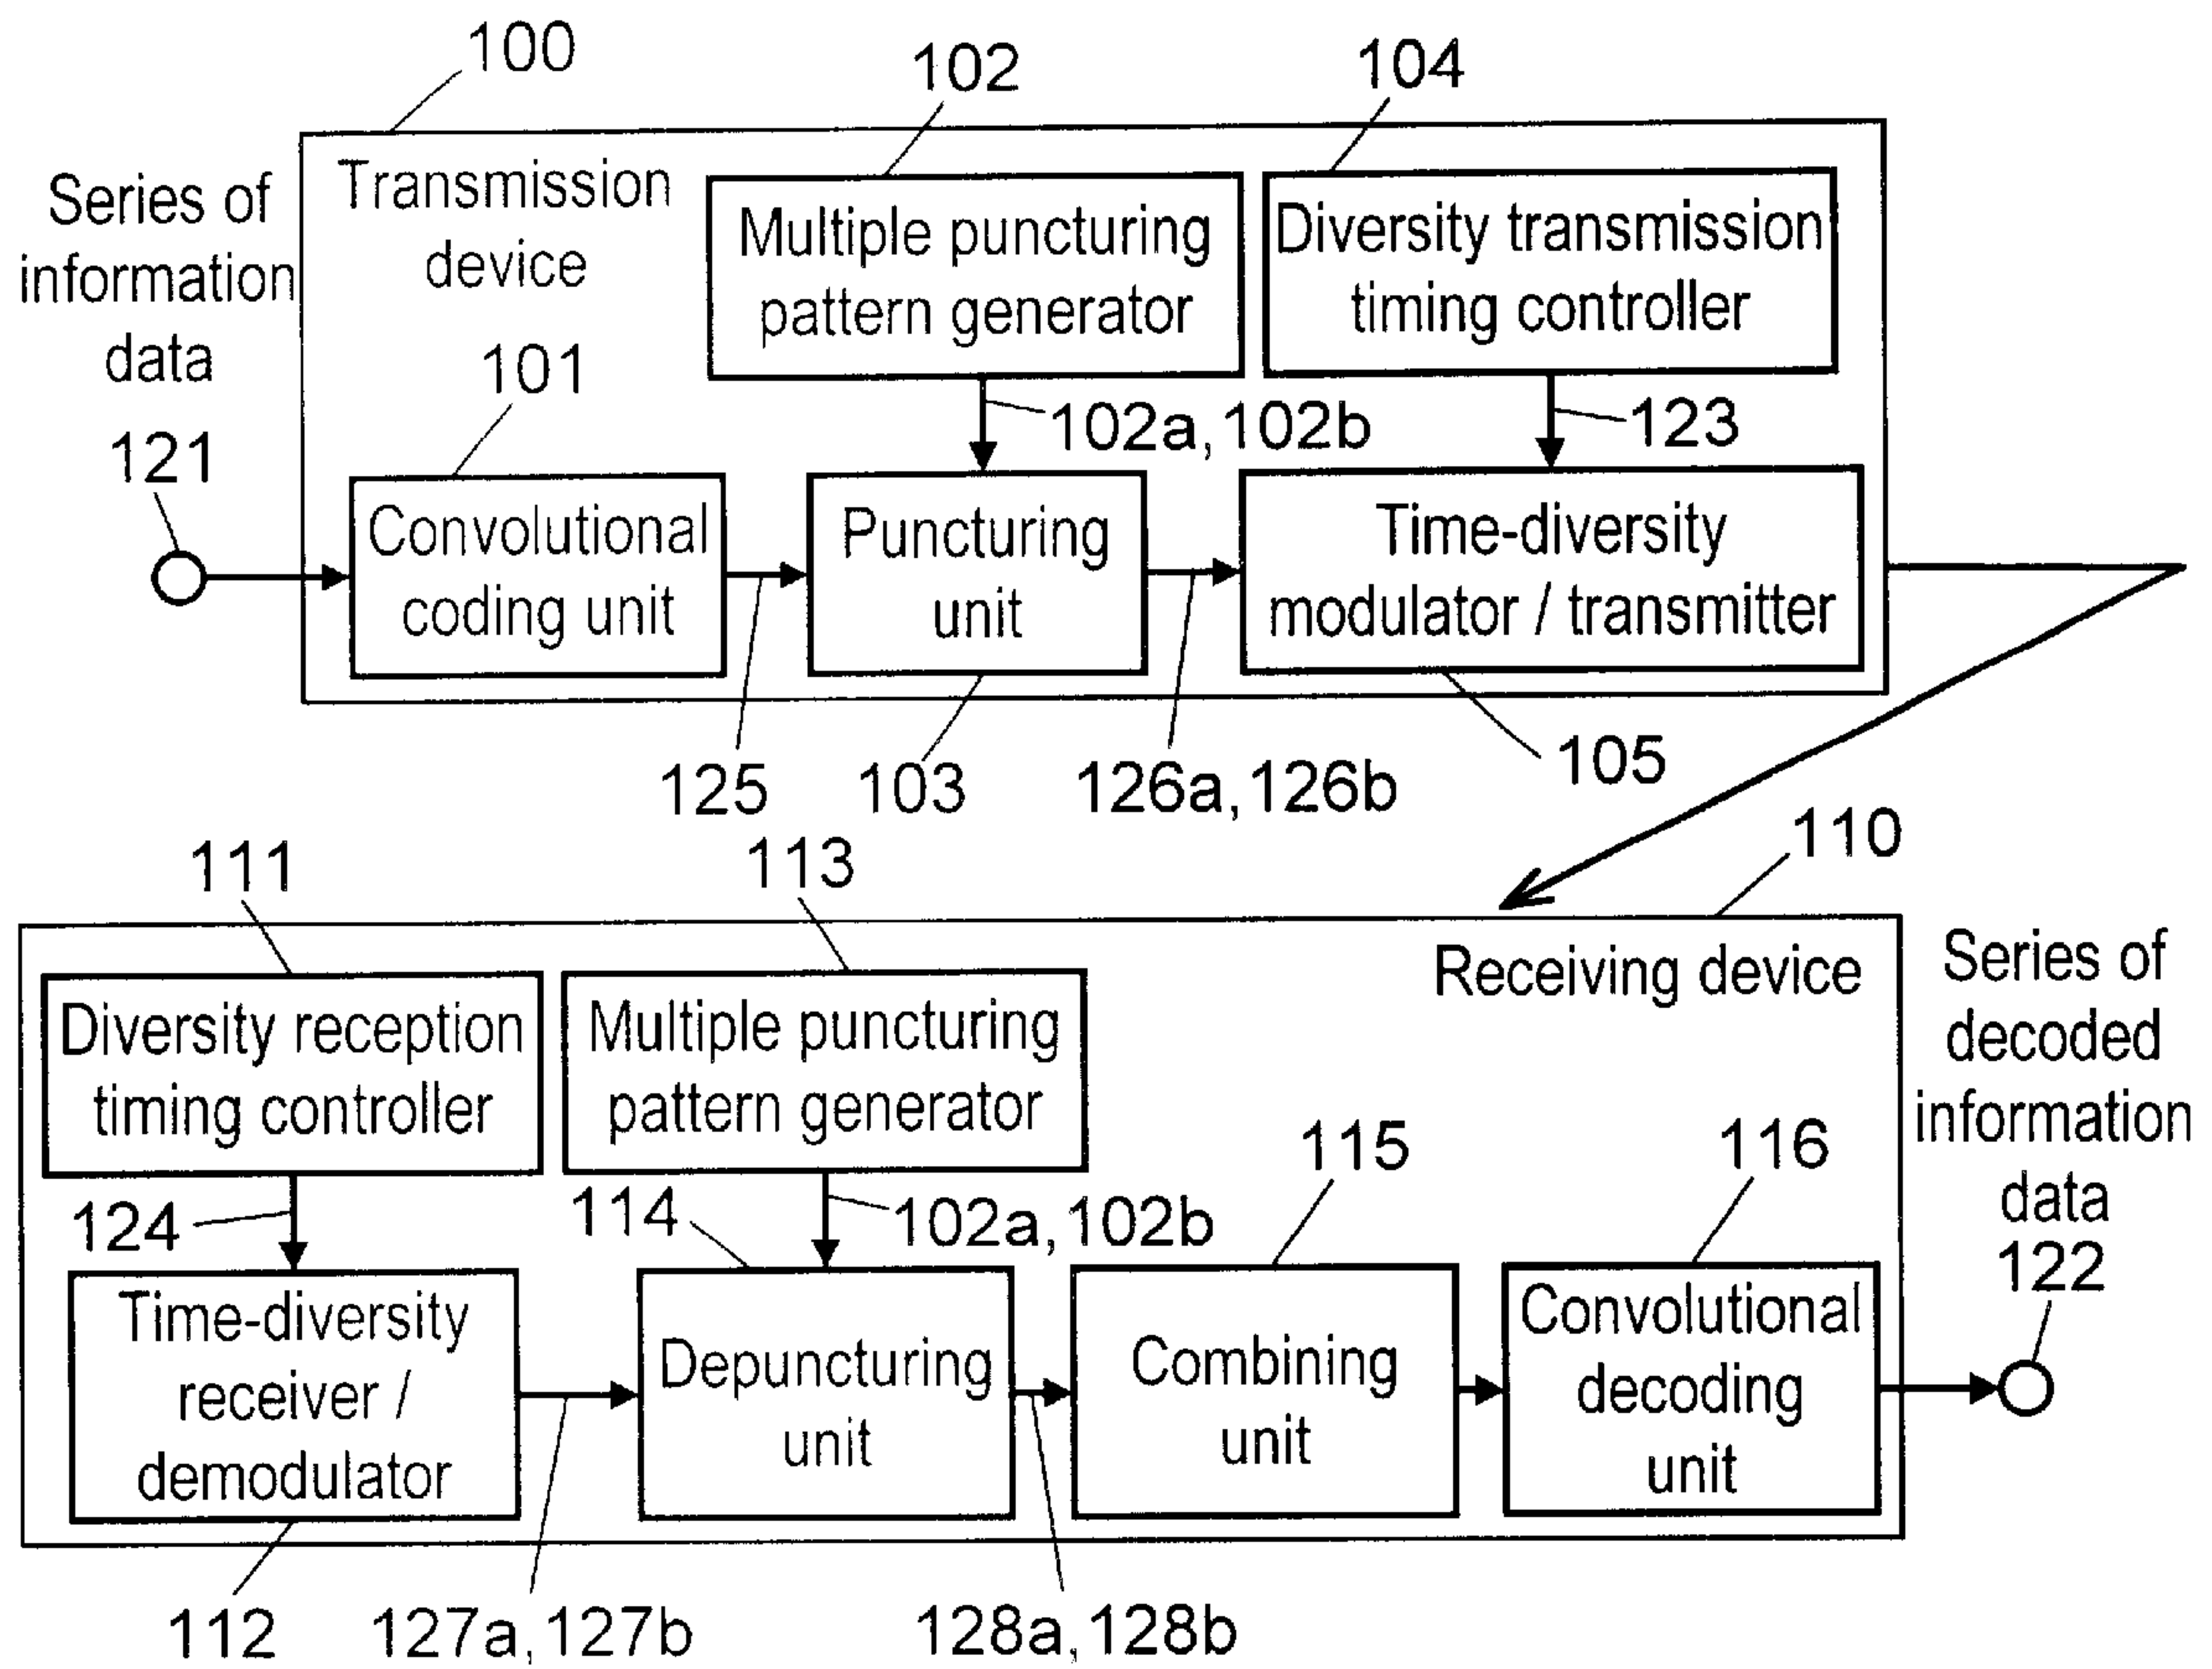 100
102
104
Series of
information
data
121
Transmission
device
101
Multiple puncturing
pattern generator
Diversity transmission
timing controller
102a, 102b
123
Convolutional
coding unit
Puncturing
unit
Time-diversity
modulator / transmitter
125
103
126a, 126b
105
110
111
113
Receiving device
Series of
decoded
information
data
122
Diversity reception
timing controller
Multiple puncturing
pattern generator
124
114
102a, 102b
115
116
Time-diversity
receiver /
demodulator
Depuncturing
unit
Combining
unit
Convolutional
decoding
unit
112
127a, 127b
128a, 128b